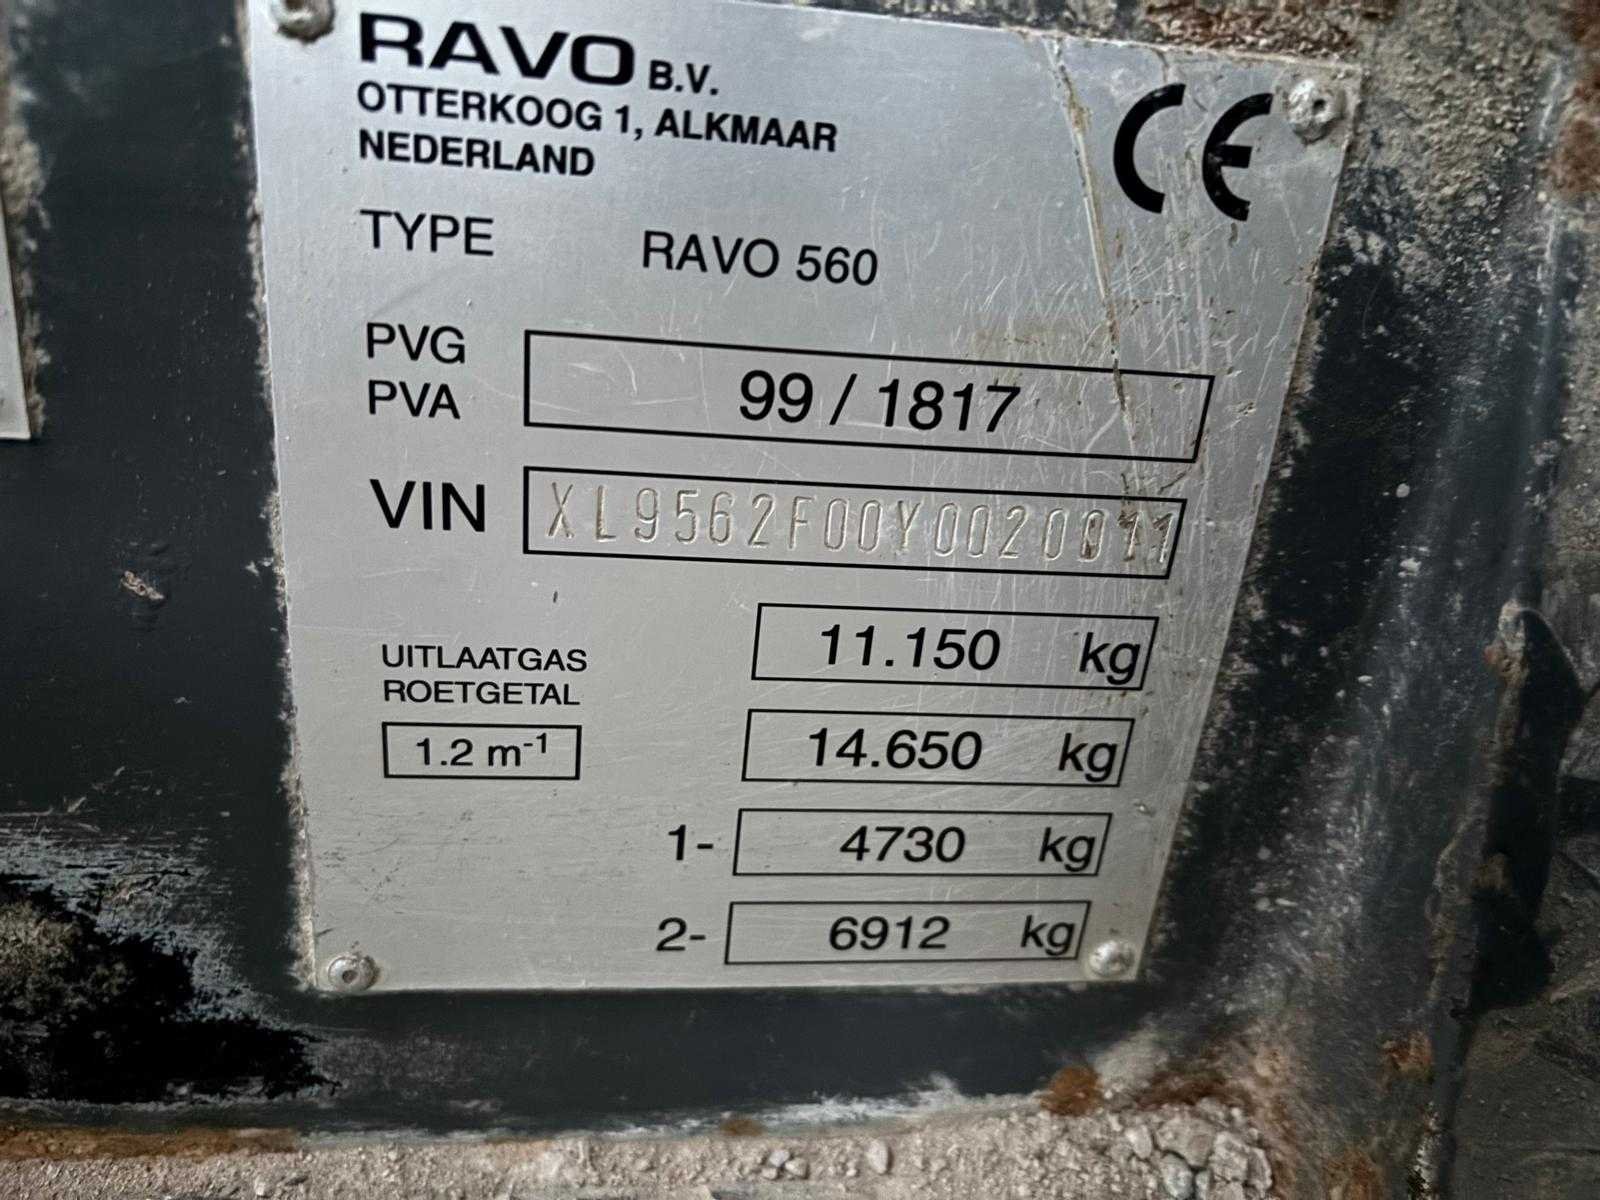 RAVO B.V.
OTTERKOOG 1, ALKMAAR
NEDERLAND
CE
TYPE RAVO 560
PVG
PVA
99 / 1817
VIN XL9562F00Y0020011
11.150 kg
UITLAATGAS
ROETGETAL
1.2 m⁻¹
14.650 kg
1- 4730 kg
2- 6912 kg